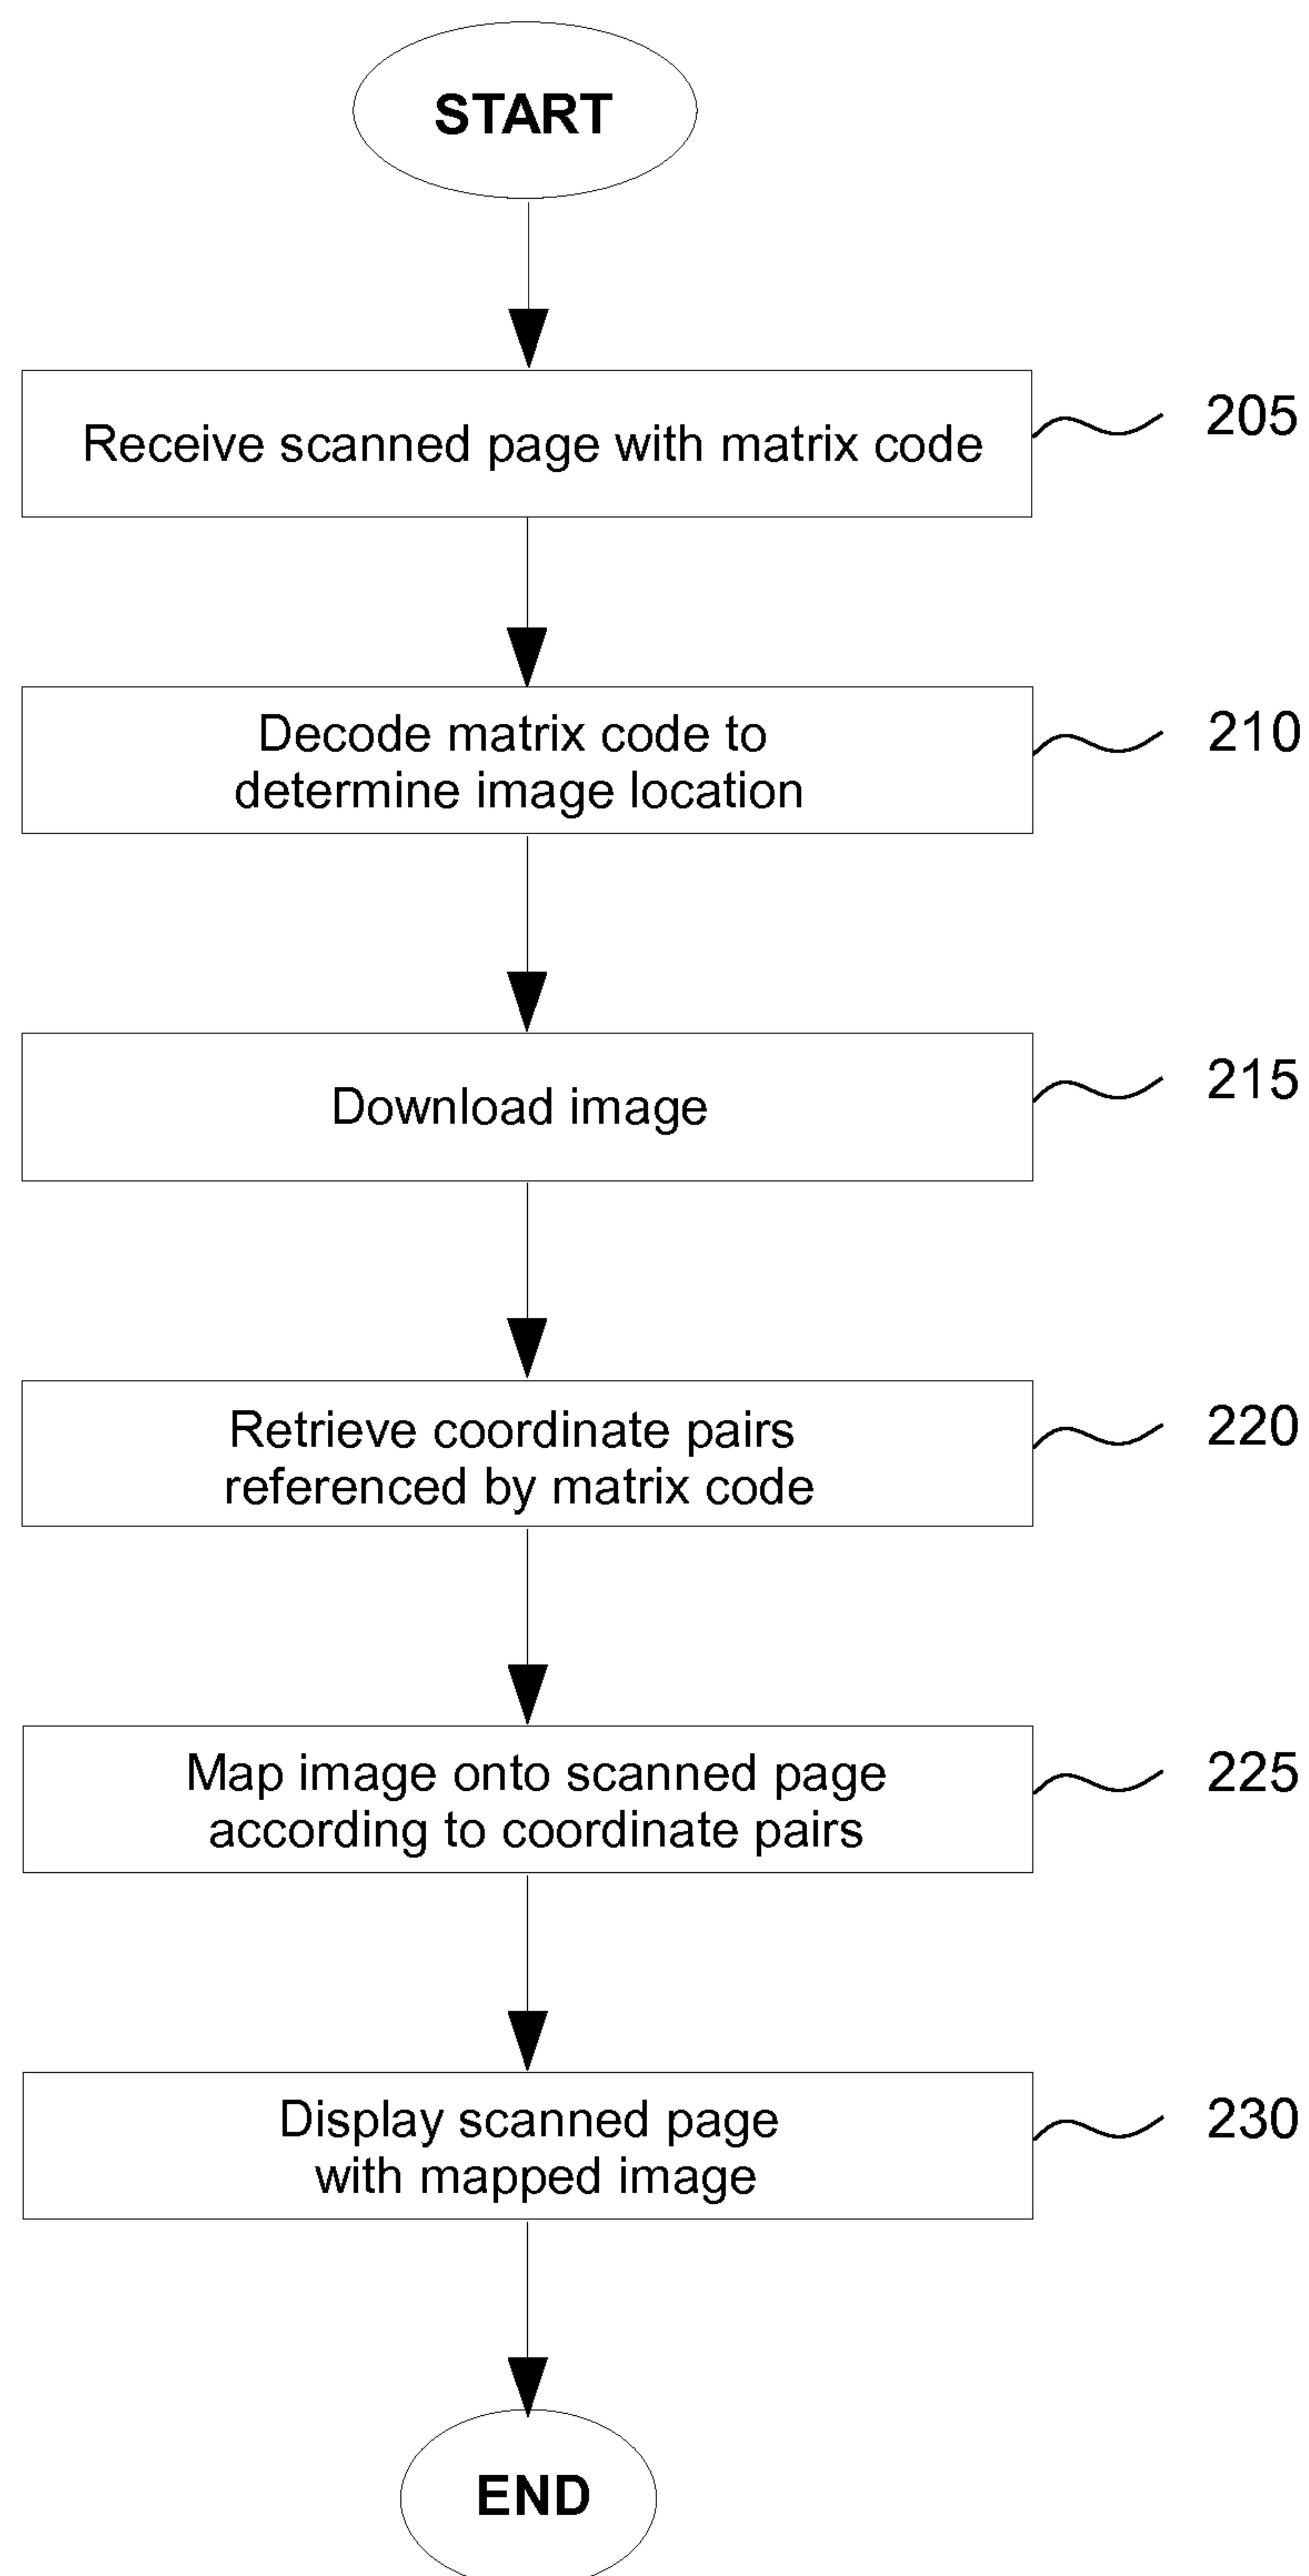 START
Receive scanned page with matrix code
205
Decode matrix code to
determine image location
210
Download image
215
Retrieve coordinate pairs
referenced by matrix code
220
Map image onto scanned page
according to coordinate pairs
225
Display scanned page
with mapped image
230
END